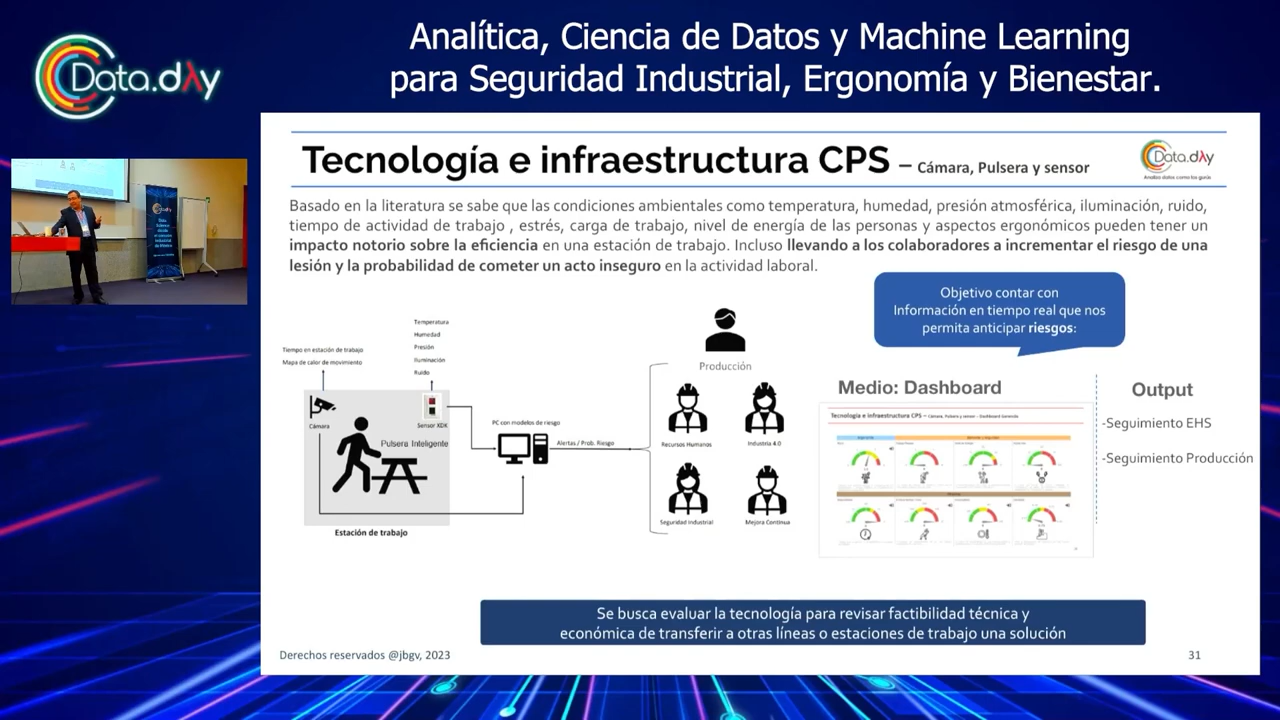 Analítica, Ciencia de Datos y Machine Learning
para Seguridad Industrial, Ergonomía y Bienestar.
Data.dAy
Tecnología e infraestructura CPS – Cámara, Pulsera y sensor
Data.dAy
Analiza datos como los gurús
Basado en la literatura se sabe que las condiciones ambientales como temperatura, humedad, presión atmosférica, iluminación, ruido,
tiempo de actividad de trabajo , estrés, carga de trabajo, nivel de energía de las personas y aspectos ergonómicos pueden tener un
impacto notorio sobre la eficiencia en una estación de trabajo. Incluso llevando a los colaboradores a incrementar el riesgo de una
lesión y la probabilidad de cometer un acto inseguro en la actividad laboral.
Objetivo contar con
Información en tiempo real que nos
permita anticipar riesgos:
Temperatura
Humedad
Presión
Iluminación
Ruido
Tiempo en estación de trabajo
Mapa de calor de movimiento
Cámara
Sensor XDK
Pulsera Inteligente
Estación de trabajo
PC con modelos de riesgo
Alertas / Prob. Riesgo
Producción
Recursos Humanos
Industria 4.0
Seguridad Industrial
Mejora Continua
Medio: Dashboard
Tecnología e infraestructura CPS – Cámara, Pulsera y sensor – Dashboard Gerencia
Output
-Seguimiento EHS
-Seguimiento Producción
Se busca evaluar la tecnología para revisar factibilidad técnica y
económica de transferir a otras líneas o estaciones de trabajo una solución
Derechos reservados @jbgv, 2023
31